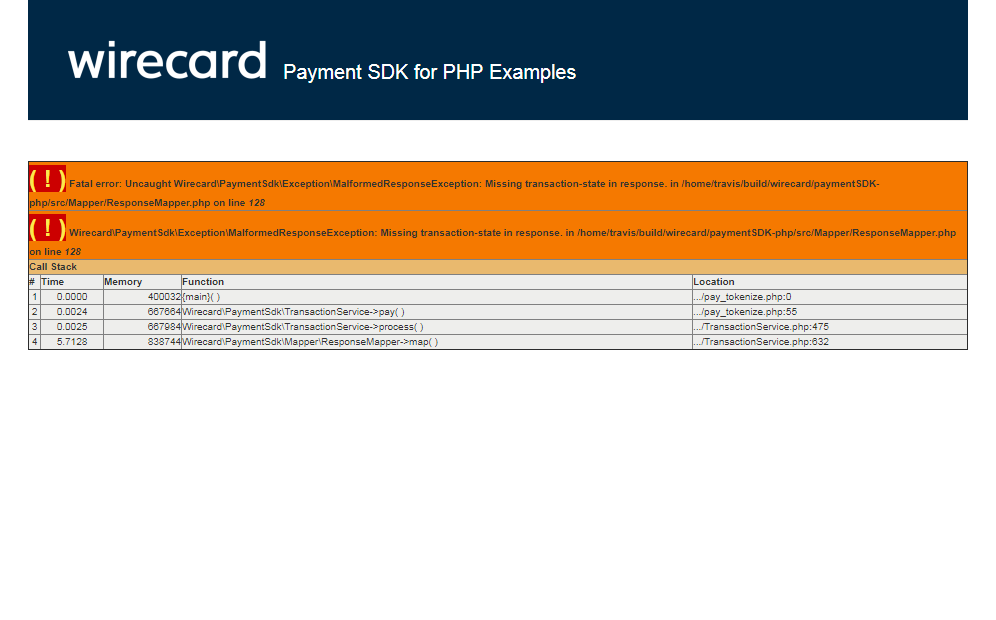 wirecard Payment SDK for PHP Examples
( ! ) Fatal error: Uncaught Wirecard\PaymentSdk\Exception\MalformedResponseException: Missing transaction-state in response. in /home/travis/build/wirecard/paymentSDK-
php/src/Mapper/ResponseMapper.php on line 128
( ! ) Wirecard\PaymentSdk\Exception\MalformedResponseException: Missing transaction-state in response. in /home/travis/build/wirecard/paymentSDK-php/src/Mapper/ResponseMapper.php
on line 128
Call Stack
# Time Memory Function Location
1 0.0000 400032 {main}( ) .../pay_tokenize.php:0
2 0.0024 667664 Wirecard\PaymentSdk\TransactionService->pay( ) .../pay_tokenize.php:55
3 0.0025 667984 Wirecard\PaymentSdk\TransactionService->process( ) .../TransactionService.php:475
4 5.7128 838744 Wirecard\PaymentSdk\Mapper\ResponseMapper->map( ) .../TransactionService.php:632